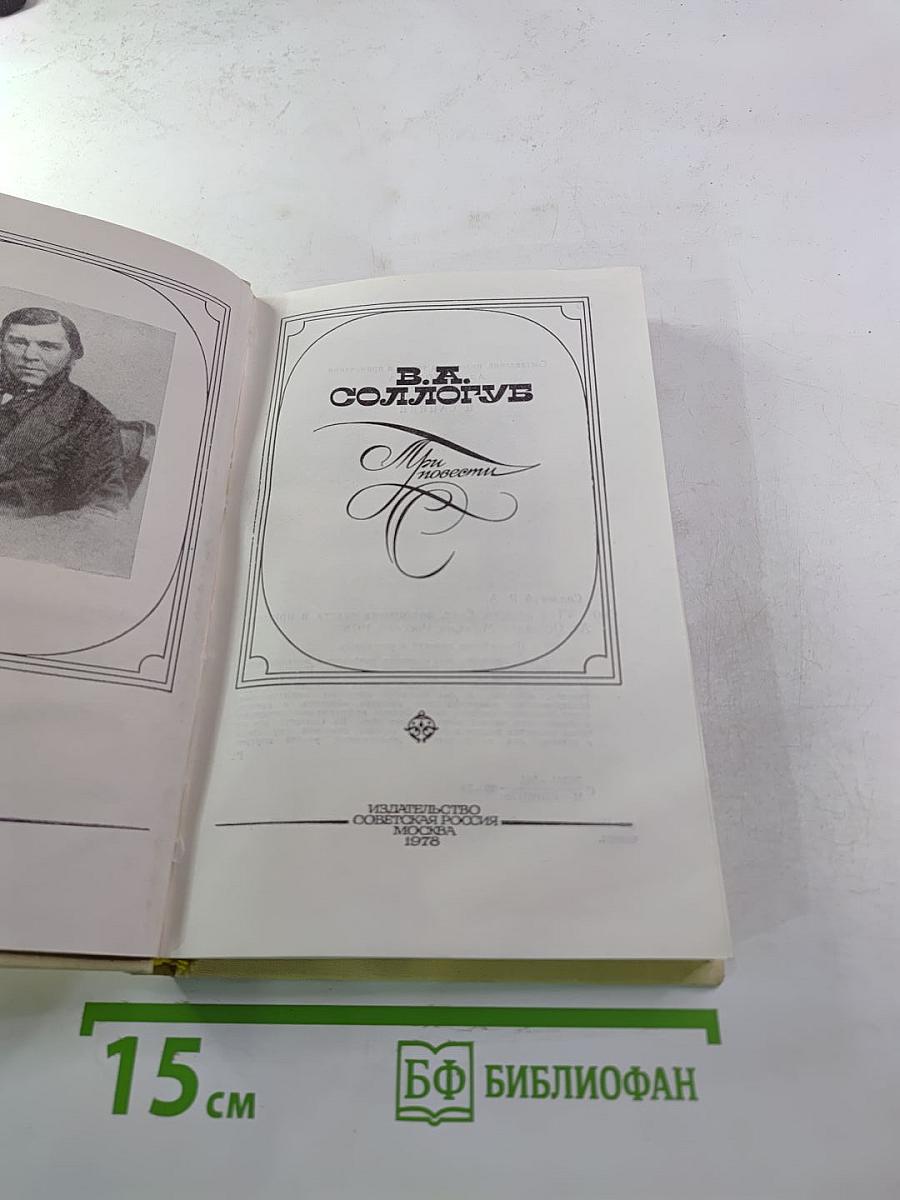 В.А.
СОЛЛОГУБ
Три
повести
ИЗДАТЕЛЬСТВО
СОВЕТСКАЯ РОССИЯ
МОСКВА
1978
15 см
БФ БИБЛИОФАН